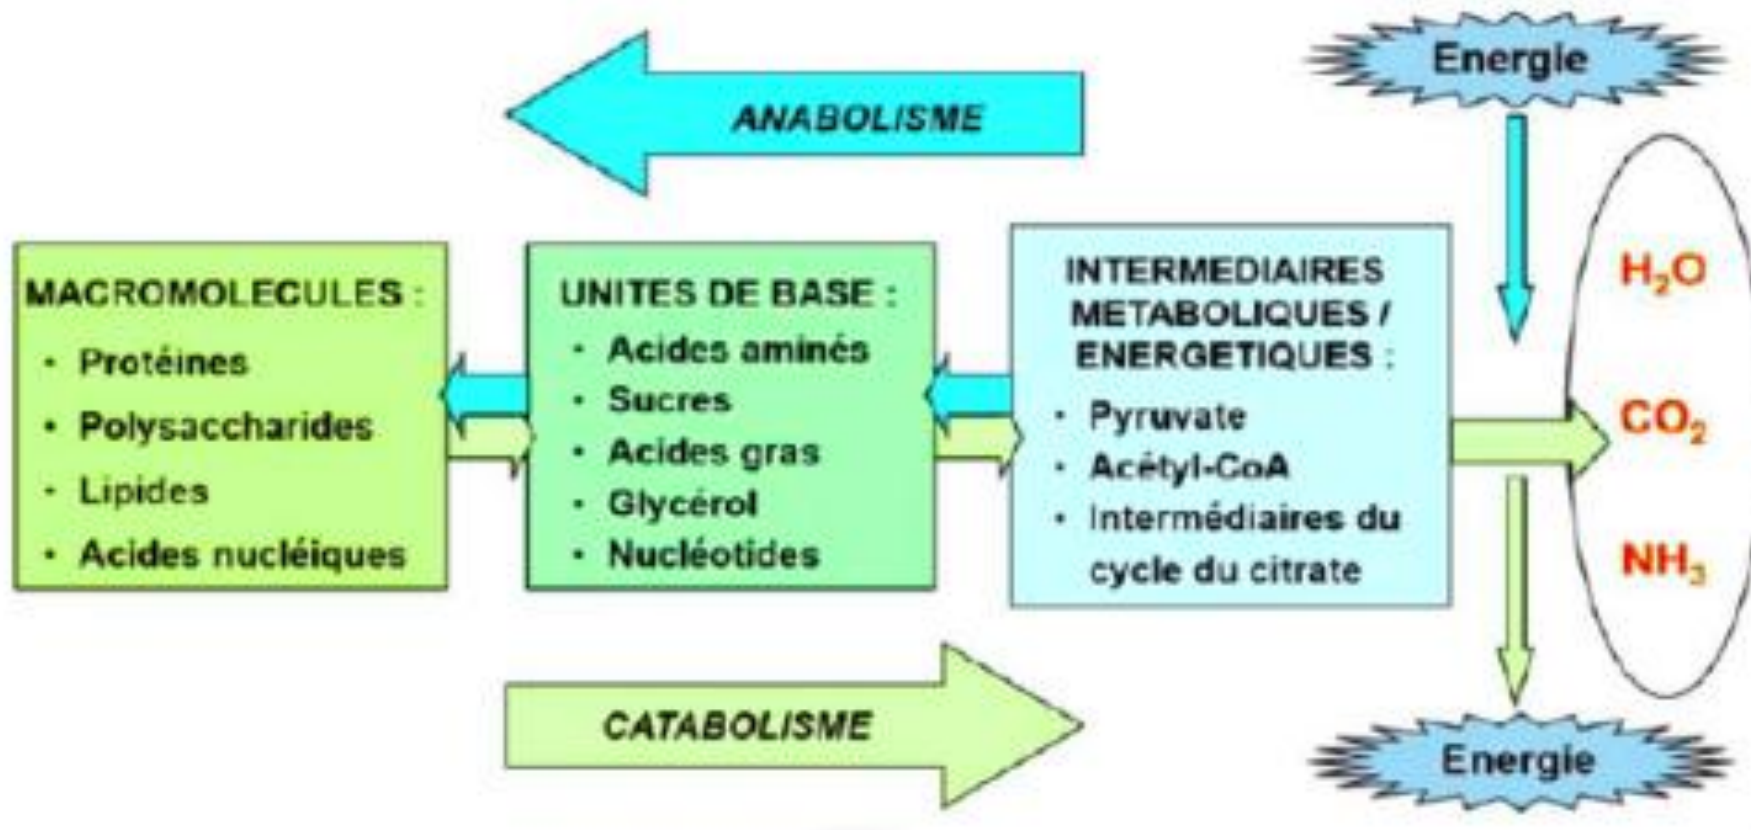 ANABOLISME
Energie
MACROMOLECULES :
• Protéines
• Polysaccharides
• Lipides
• Acides nucléiques
UNITES DE BASE :
• Acides aminés
• Sucres
• Acides gras
• Glycérol
• Nucléotides
INTERMEDIAIRES
METABOLIQUES /
ENERGETIQUES :
• Pyruvate
• Acétyl-CoA
• Intermédiaires du
cycle du citrate
H₂O
CO₂
NH₃
CATABOLISME
Energie